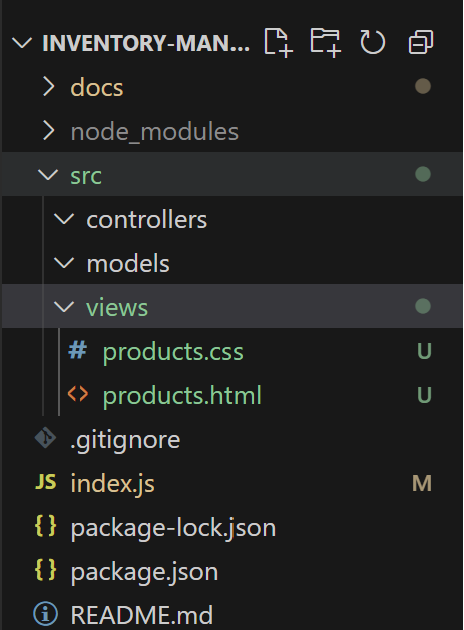 INVENTORY-MAN...
docs
node_modules
src
controllers
models
views
# products.css U
<> products.html U
.gitignore
JS index.js M
{} package-lock.json
{} package.json
README.md